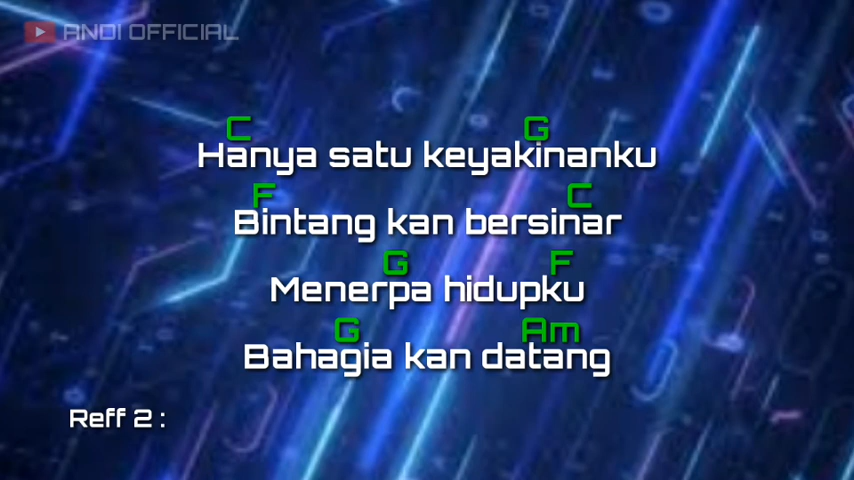 ANDI OFFICIAL
C G
Hanya satu keyakinanku
F C
Bintang kan bersinar
G F
Menerpa hidupku
G Am
Bahagia kan datang
Reff 2 :